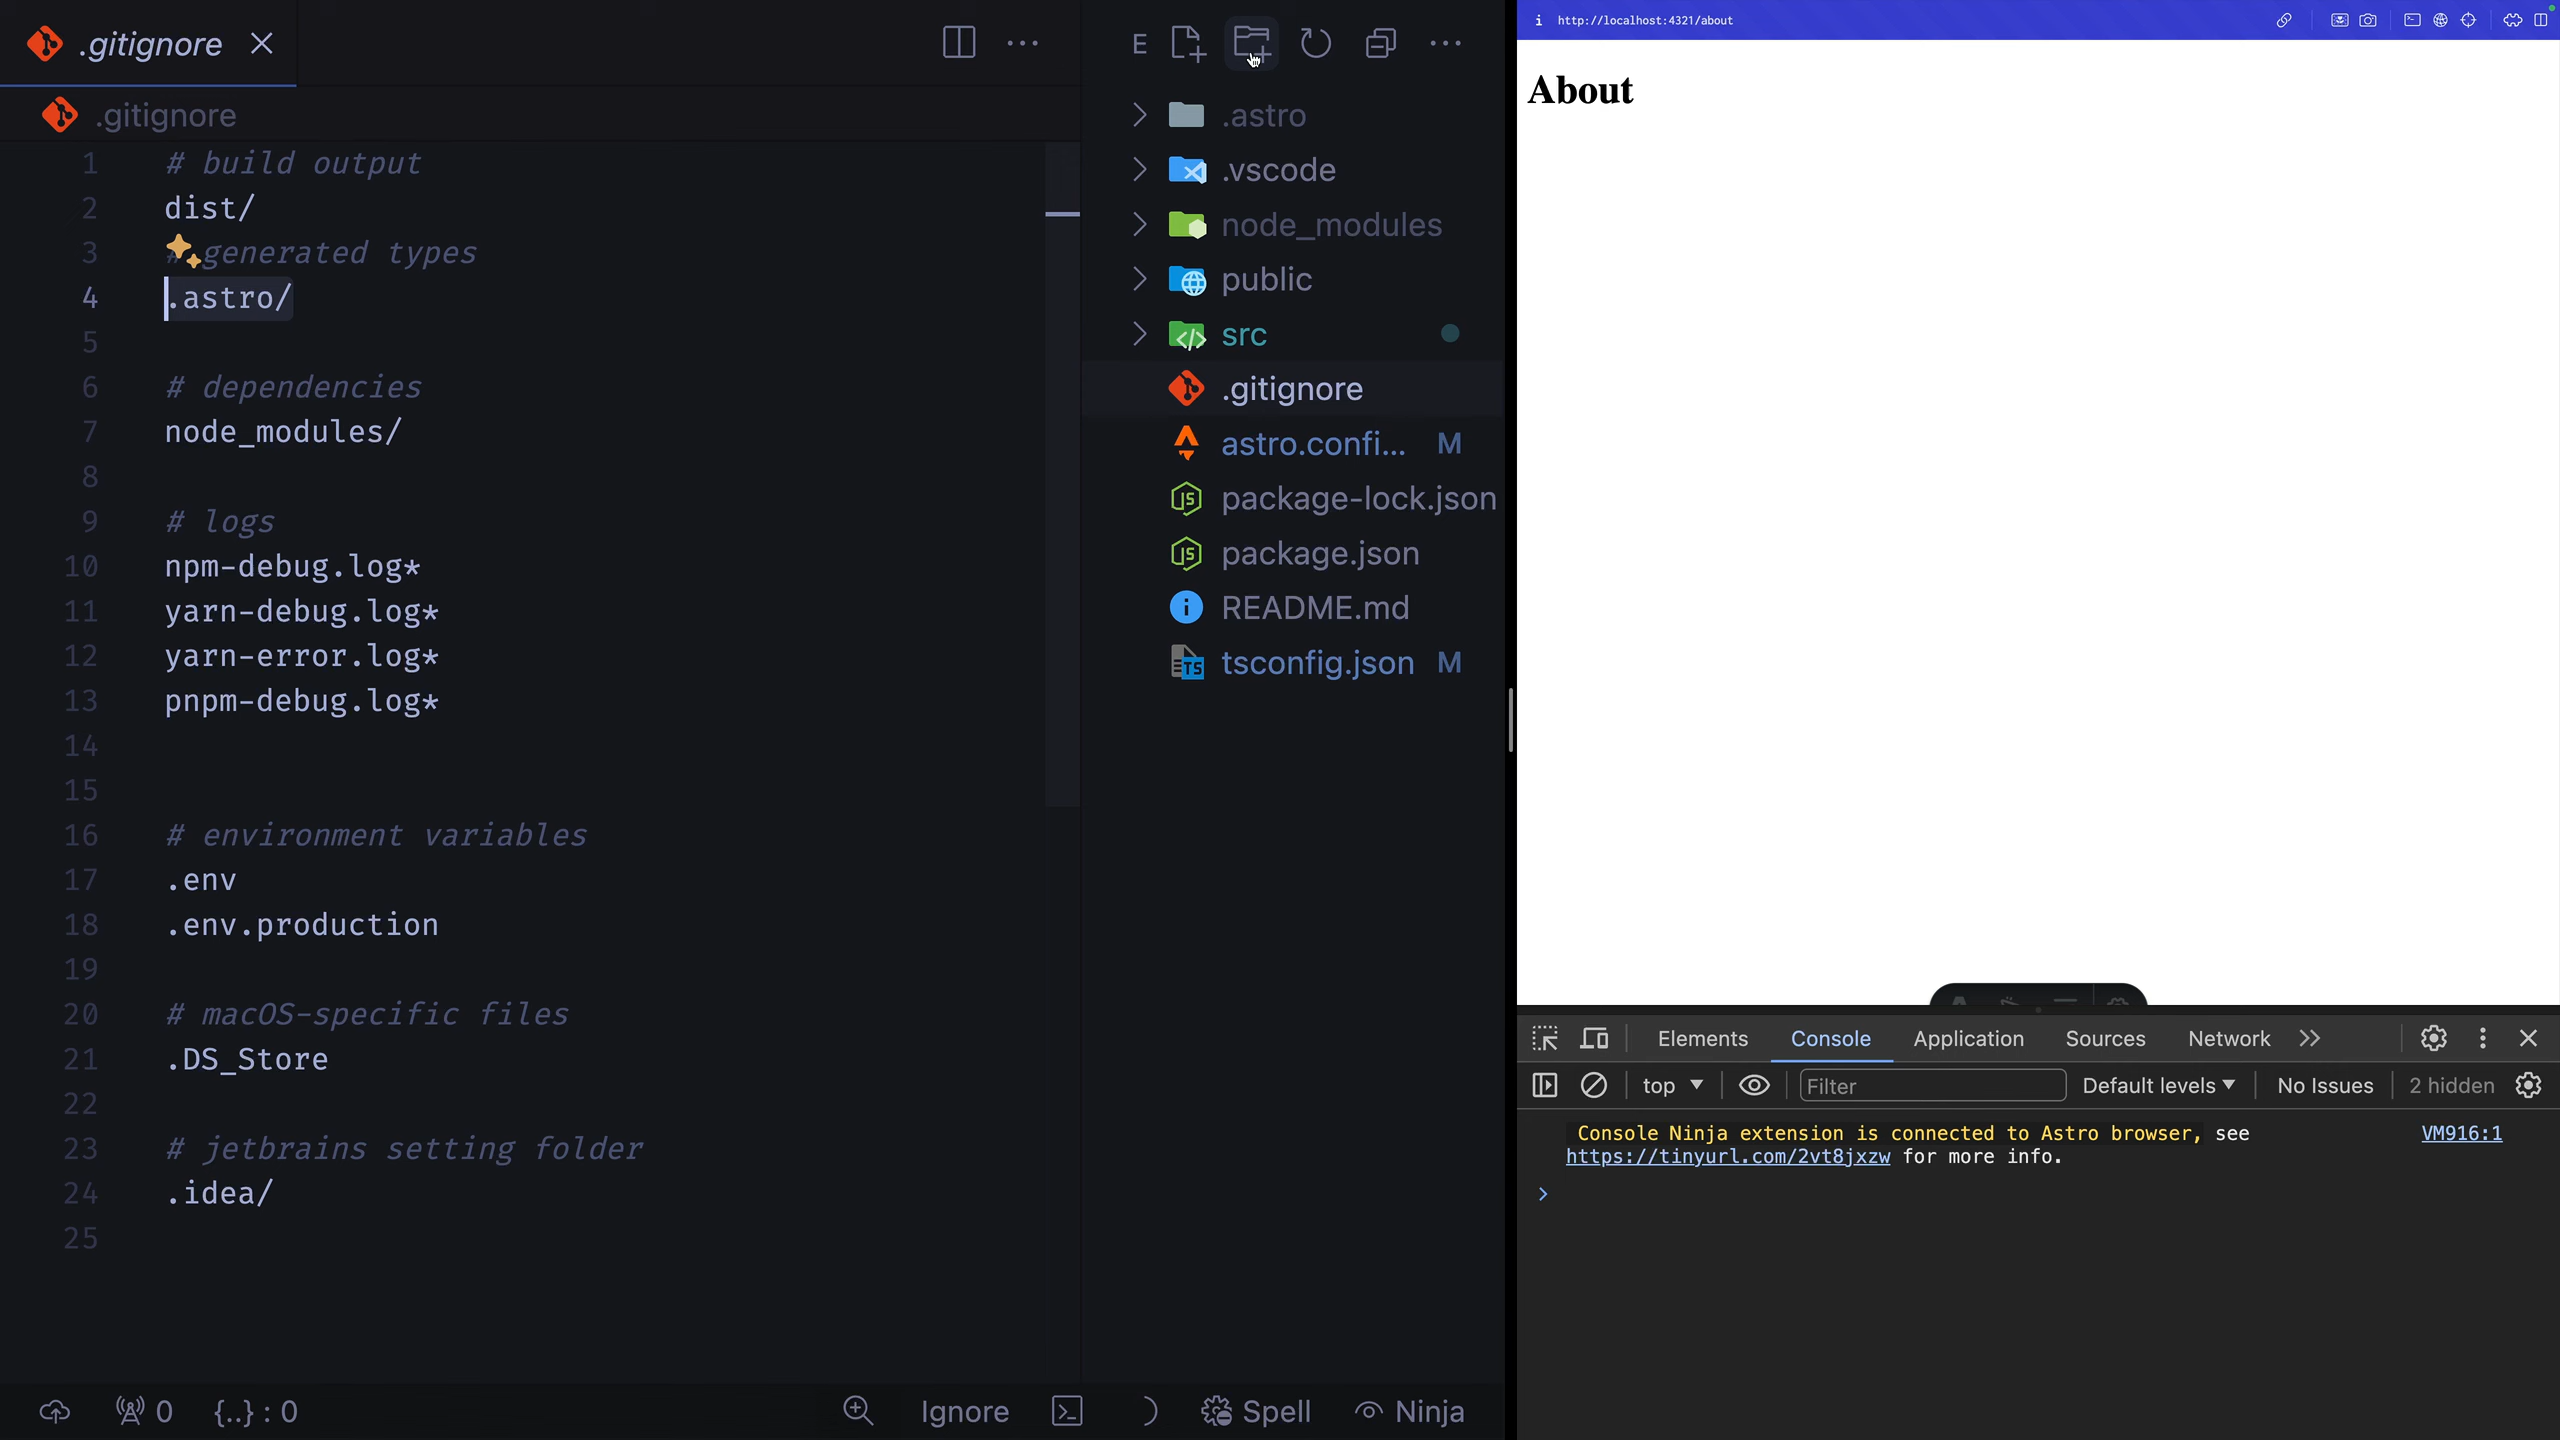 .gitignore
.gitignore
1 # build output
2 dist/
3 # generated types
4 .astro/
5
6 # dependencies
7 node_modules/
8
9 # logs
10 npm-debug.log*
11 yarn-debug.log*
12 yarn-error.log*
13 pnpm-debug.log*
14
15
16 # environment variables
17 .env
18 .env.production
19
20 # macOS-specific files
21 .DS_Store
22
23 # jetbrains setting folder
24 .idea/
25
0 {..} : 0 Ignore Spell Ninja
E
.astro
.vscode
node_modules
public
src
.gitignore
astro.confi... M
package-lock.json
package.json
README.md
tsconfig.json M
http://localhost:4321/about
About
Elements Console Application Sources Network
top Filter Default levels No Issues 2 hidden
Console Ninja extension is connected to Astro browser, see VM916:1
https://tinyurl.com/2vt8jxzw for more info.